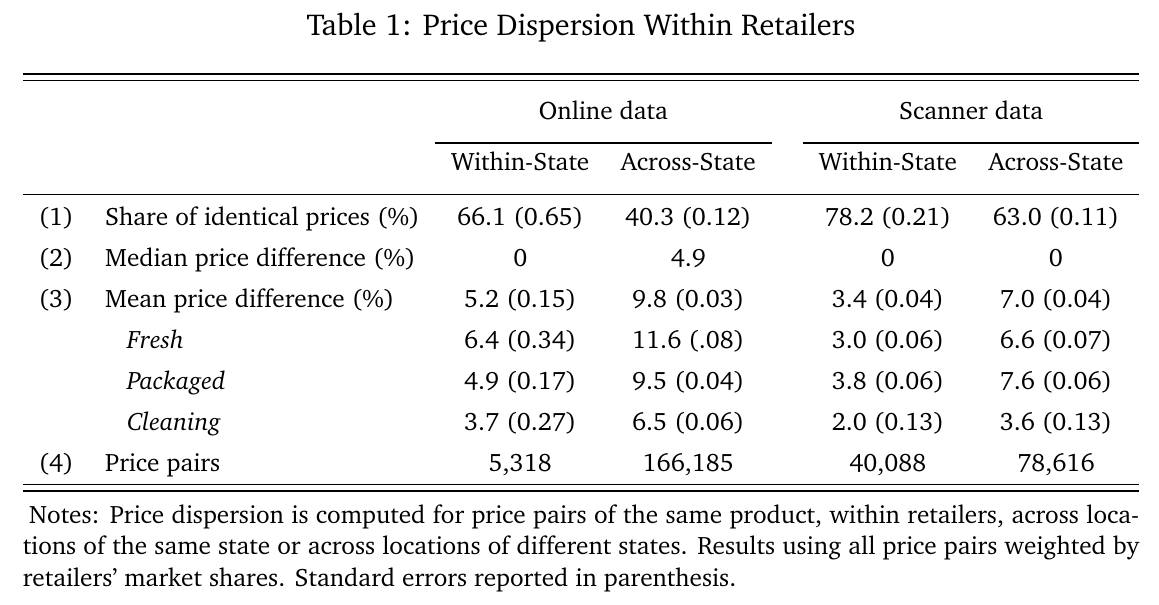 Table 1: Price Dispersion Within Retailers
Online data Scanner data
Within-State Across-State Within-State Across-State
(1) Share of identical prices (%) 66.1 (0.65) 40.3 (0.12) 78.2 (0.21) 63.0 (0.11)
(2) Median price difference (%) 0 4.9 0 0
(3) Mean price difference (%) 5.2 (0.15) 9.8 (0.03) 3.4 (0.04) 7.0 (0.04)
Fresh 6.4 (0.34) 11.6 (.08) 3.0 (0.06) 6.6 (0.07)
Packaged 4.9 (0.17) 9.5 (0.04) 3.8 (0.06) 7.6 (0.06)
Cleaning 3.7 (0.27) 6.5 (0.06) 2.0 (0.13) 3.6 (0.13)
(4) Price pairs 5,318 166,185 40,088 78,616
Notes: Price dispersion is computed for price pairs of the same product, within retailers, across loca-
tions of the same state or across locations of different states. Results using all price pairs weighted by
retailers' market shares. Standard errors reported in parenthesis.